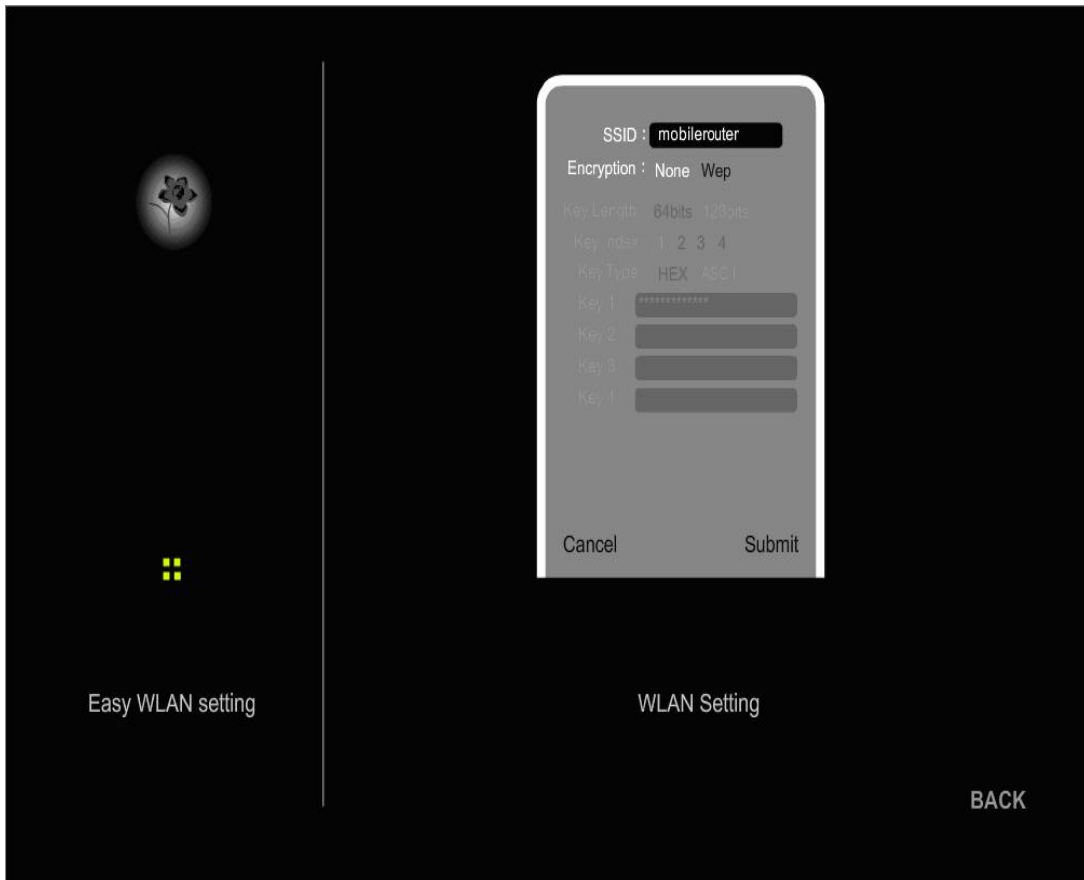 SSID : mobilerouter
Encryption : None Wep
Key Length 64bits 128bits
Key Index 1 2 3 4
Key Type HEX ASCII
Key 1 *************
Key 2
Key 3
Key 4
Cancel Submit
Easy WLAN setting
WLAN Setting
BACK